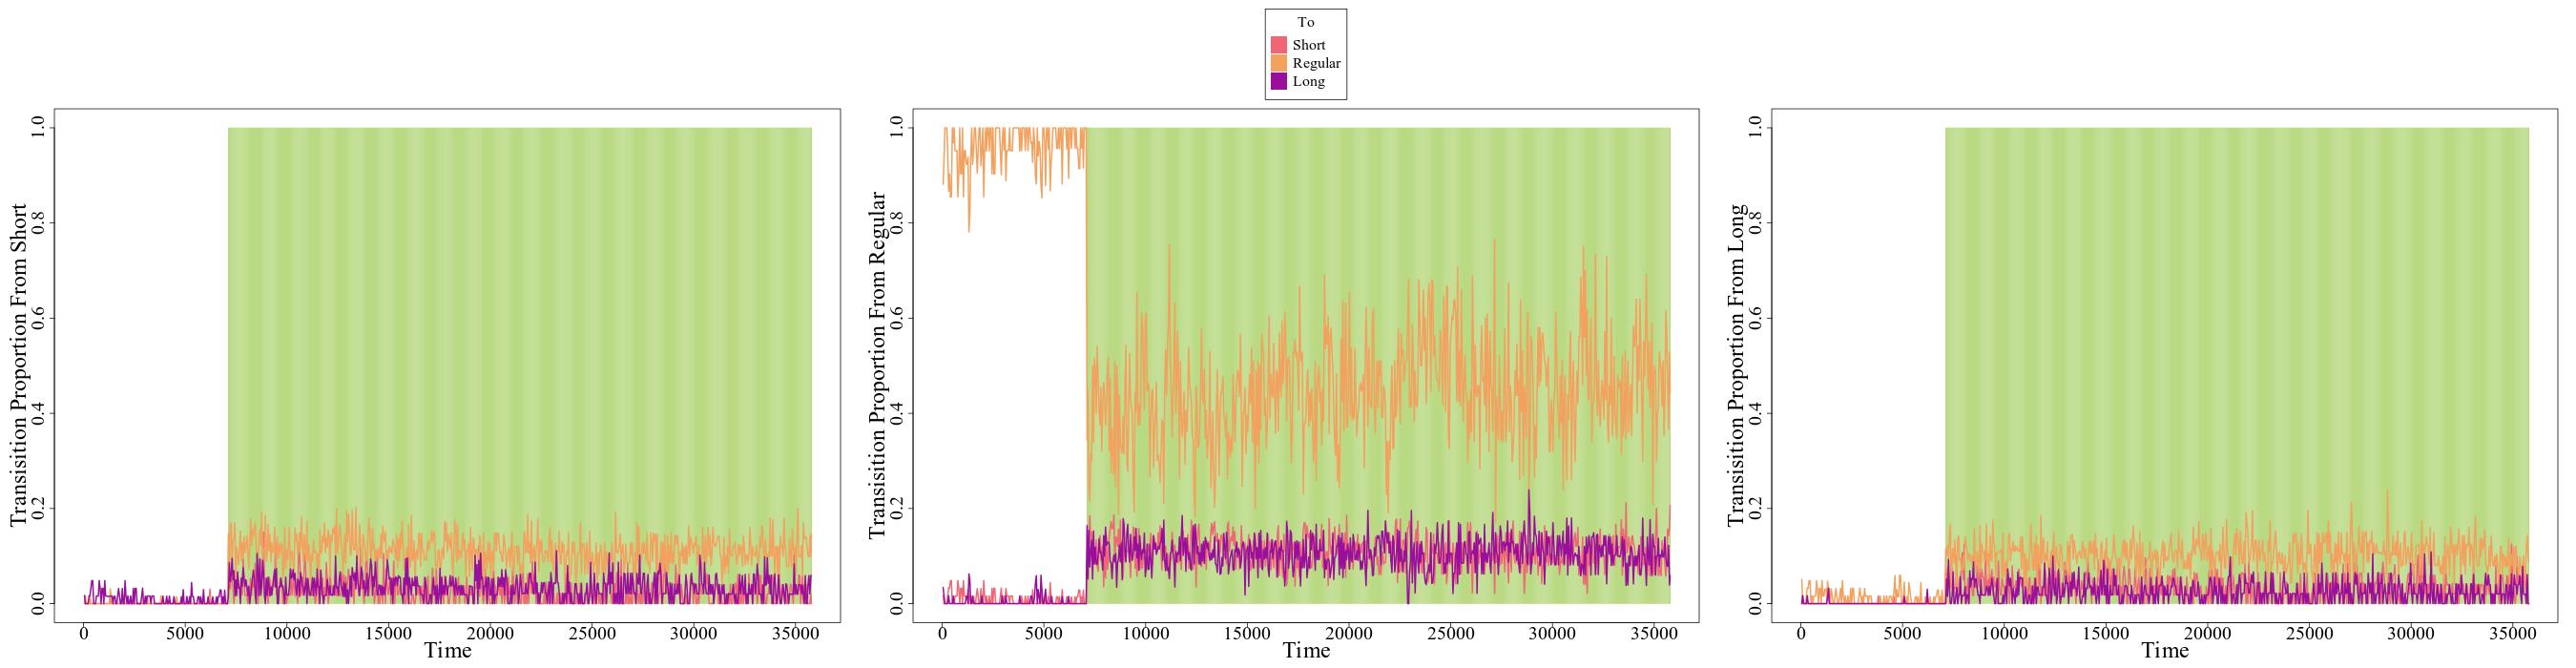 To
Short
Regular
Long
Transisition Proportion From Short
1.0
0.8
0.6
0.4
0.2
0.0
0 5000 10000 15000 20000 25000 30000 35000
Time
Transisition Proportion From Regular
1.0
0.8
0.6
0.4
0.2
0.0
0 5000 10000 15000 20000 25000 30000 35000
Time
Transisition Proportion From Long
1.0
0.8
0.6
0.4
0.2
0.0
0 5000 10000 15000 20000 25000 30000 35000
Time